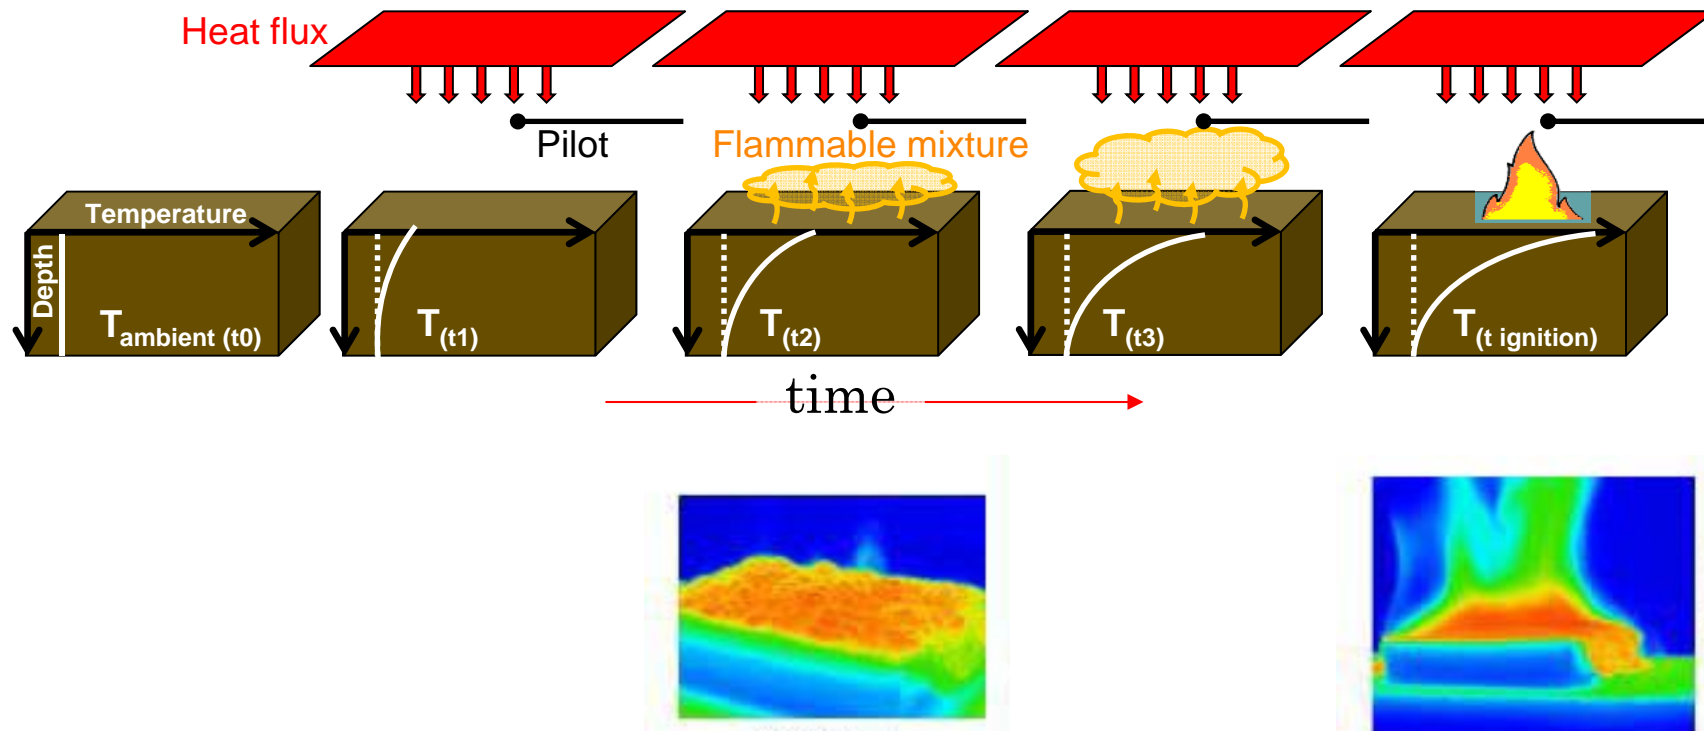 Heat flux
Pilot
Flammable mixture
Temperature
Depth
Tambient (t0)
T(t1)
T(t2)
T(t3)
T(t ignition)
time